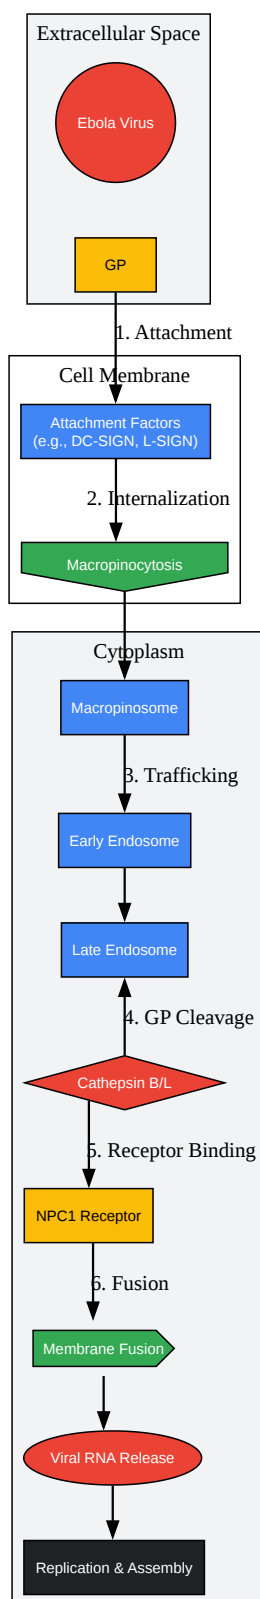 Extracellular Space
Ebola Virus
GP
1. Attachment
Cell Membrane
Attachment Factors
(e.g., DC-SIGN, L-SIGN)
2. Internalization
Macropinocytosis
Cytoplasm
Macropinosome
3. Trafficking
Early Endosome
Late Endosome
4. GP Cleavage
Cathepsin B/L
5. Receptor Binding
NPC1 Receptor
6. Fusion
Membrane Fusion
Viral RNA Release
Replication & Assembly